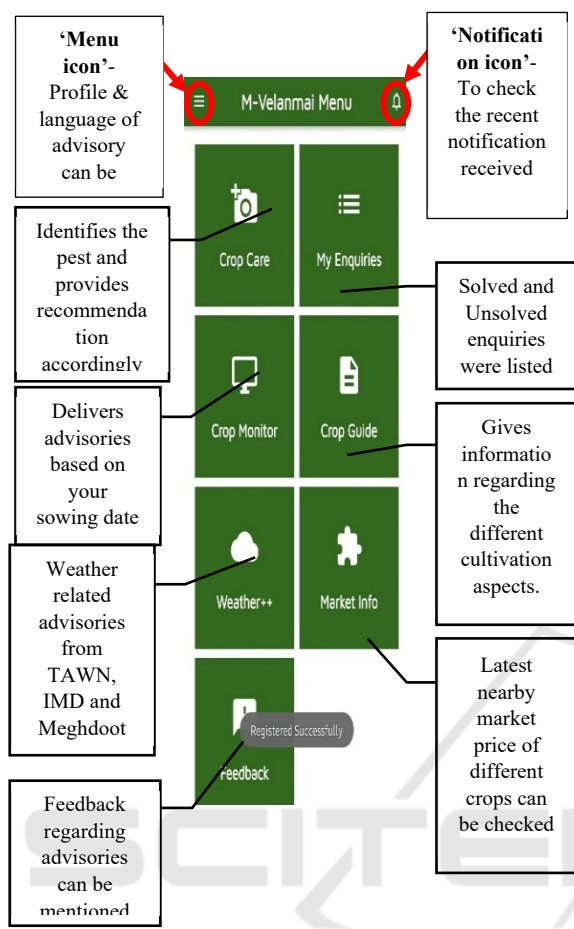 ‘Menu
icon’-
Profile &
language of
advisory
can be
‘Notificati
on icon’-
To check
the recent
notification
received
M-Velanmai Menu
Identifies the
pest and
provides
recommenda
tion
accordingly
Crop Care
My Enquiries
Solved and
Unsolved
enquiries
were listed
Delivers
advisories
based on
your
sowing date
Crop Monitor
Crop Guide
Gives
informatio
n regarding
the
different
cultivation
aspects.
Weather
related
advisories
from
TAWN,
IMD and
Meghdoot
Weather++
Market Info
Latest
nearby
market
price of
different
crops can
be checked
Registered Successfully
Feedback
Feedback
regarding
advisories
can be
mentioned
SCITE